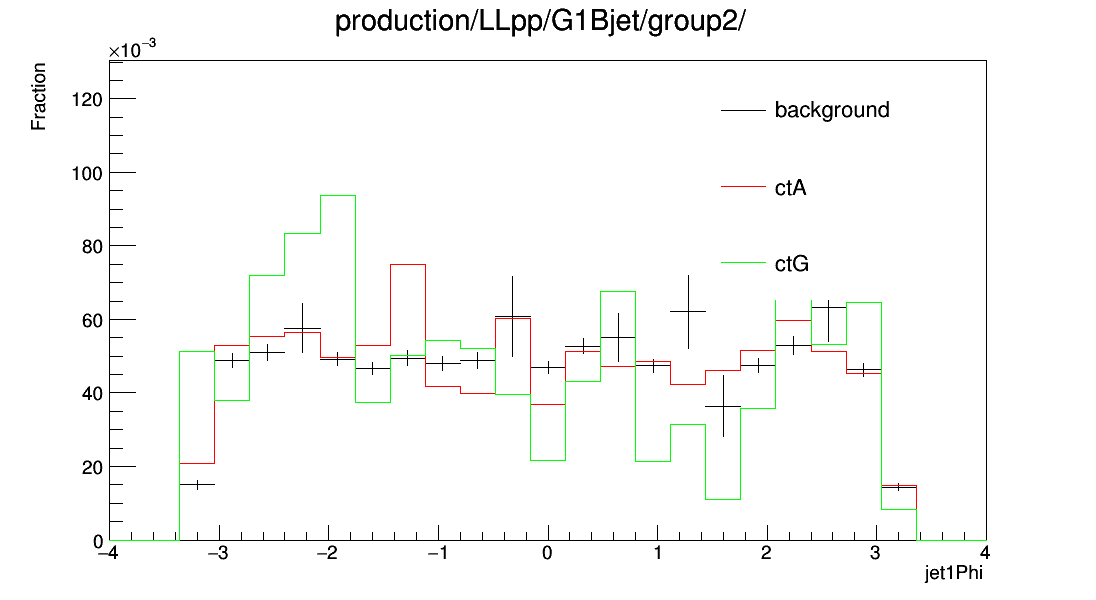 production/LLpp/G1Bjet/group2/
×10⁻³
Fraction
120
100
80
60
40
20
0
background
ctA
ctG
−4 −3 −2 −1 0 1 2 3 4
jet1Phi